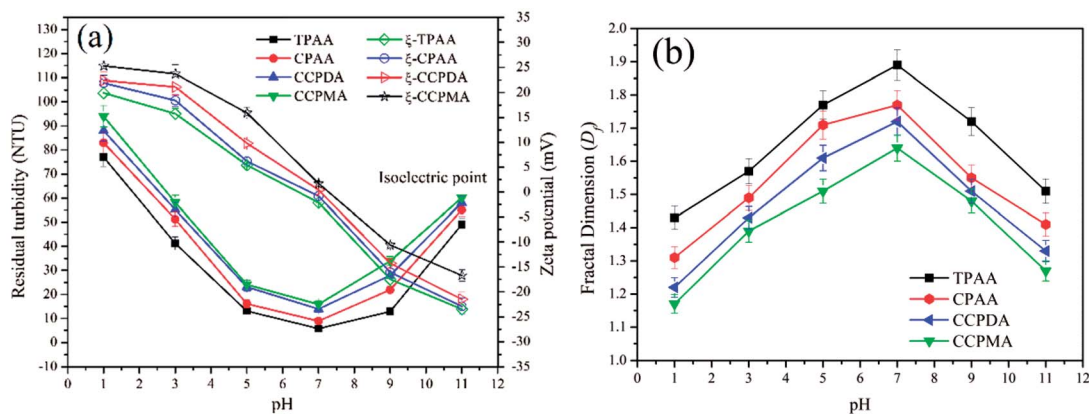 (a)
Residual turbidity (NTU)
130
120
110
100
90
80
70
60
50
40
30
20
10
0
-10
TPAA
CPAA
CCPDA
CCPMA
ξ-TPAA
ξ-CPAA
ξ-CCPDA
ξ-CCPMA
Isoelectric point
35
30
25
20
15
10
5
0
-5
-10
-15
-20
-25
-30
-35
Zeta potential (mV)
0 1 2 3 4 5 6 7 8 9 10 11 12
pH
(b)
Fractal Dimension (Df)
2.0
1.9
1.8
1.7
1.6
1.5
1.4
1.3
1.2
1.1
1.0
TPAA
CPAA
CCPDA
CCPMA
0 1 2 3 4 5 6 7 8 9 10 11 12
pH